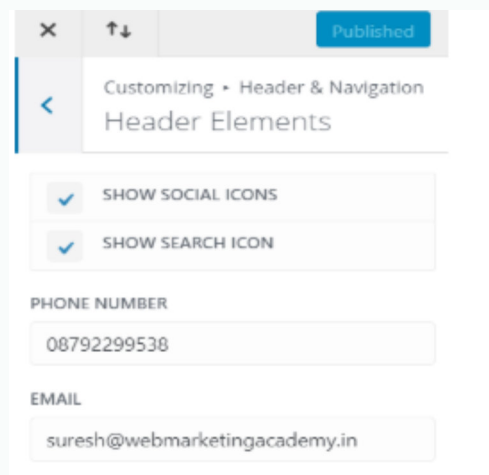 Published
Customizing ▸ Header & Navigation
Header Elements
SHOW SOCIAL ICONS
SHOW SEARCH ICON
PHONE NUMBER
08792299538
EMAIL
suresh@webmarketingacademy.in